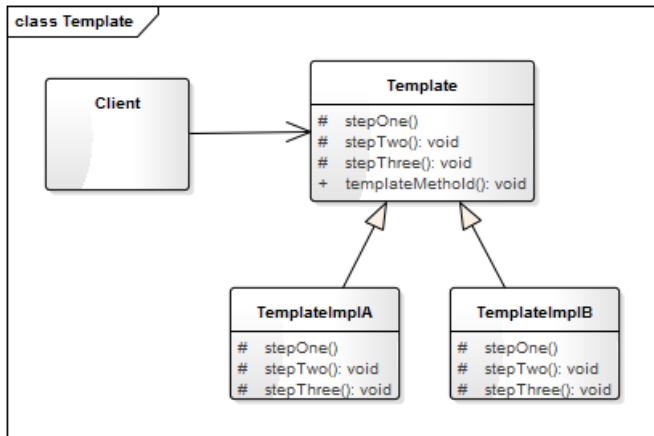 class Template
Client
Template
# stepOne()
# stepTwo(): void
# stepThree(): void
+ templateMethold(): void
TemplateImplA
# stepOne()
# stepTwo(): void
# stepThree(): void
TemplateImplB
# stepOne()
# stepTwo(): void
# stepThree(): void